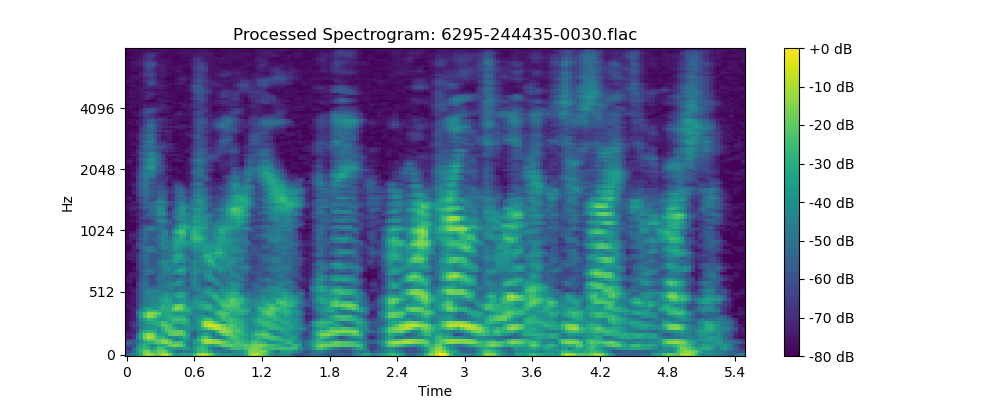 Processed Spectrogram: 6295-244435-0030.flac
Hz
4096
2048
1024
512
0
0 0.6 1.2 1.8 2.4 3 3.6 4.2 4.8 5.4
Time
+0 dB
-10 dB
-20 dB
-30 dB
-40 dB
-50 dB
-60 dB
-70 dB
-80 dB